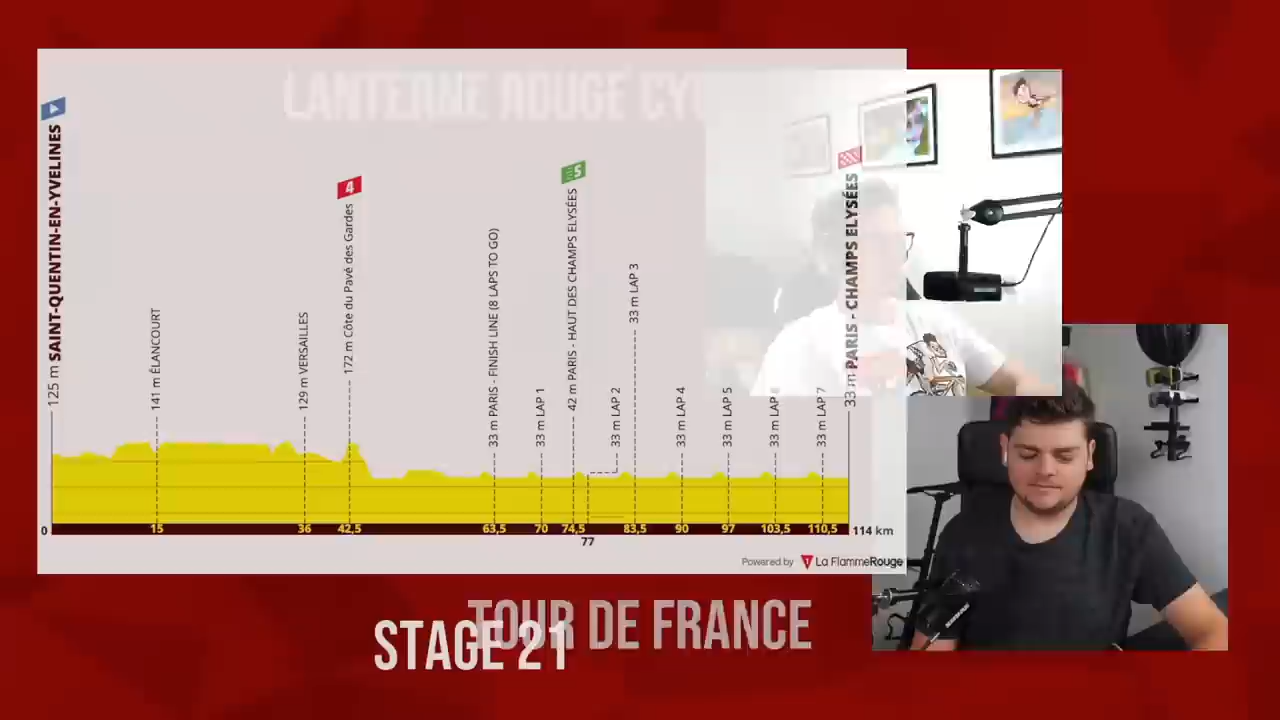 LANTERNE ROUGE CY
125 m SAINT-QUENTIN-EN-YVELINES
141 m ÉLANCOURT
129 m VERSAILLES
4
172 m Côte du Pavé des Gardes
33 m PARIS - FINISH LINE (8 LAPS TO GO)
33 m LAP 1
S
42 m PARIS - HAUT DES CHAMPS ELYSÉES
33 m LAP 2
33 m LAP 3
33 m LAP 4
33 m LAP 5
33 m LAP 6
33 m LAP 7
33 m PARIS - CHAMPS ELYSÉES
0 15 36 42,5 63,5 70 74,5 83,5 90 97 103,5 110,5 114 km
77
Powered by La FlammeRouge
TOUR DE FRANCE
STAGE 21